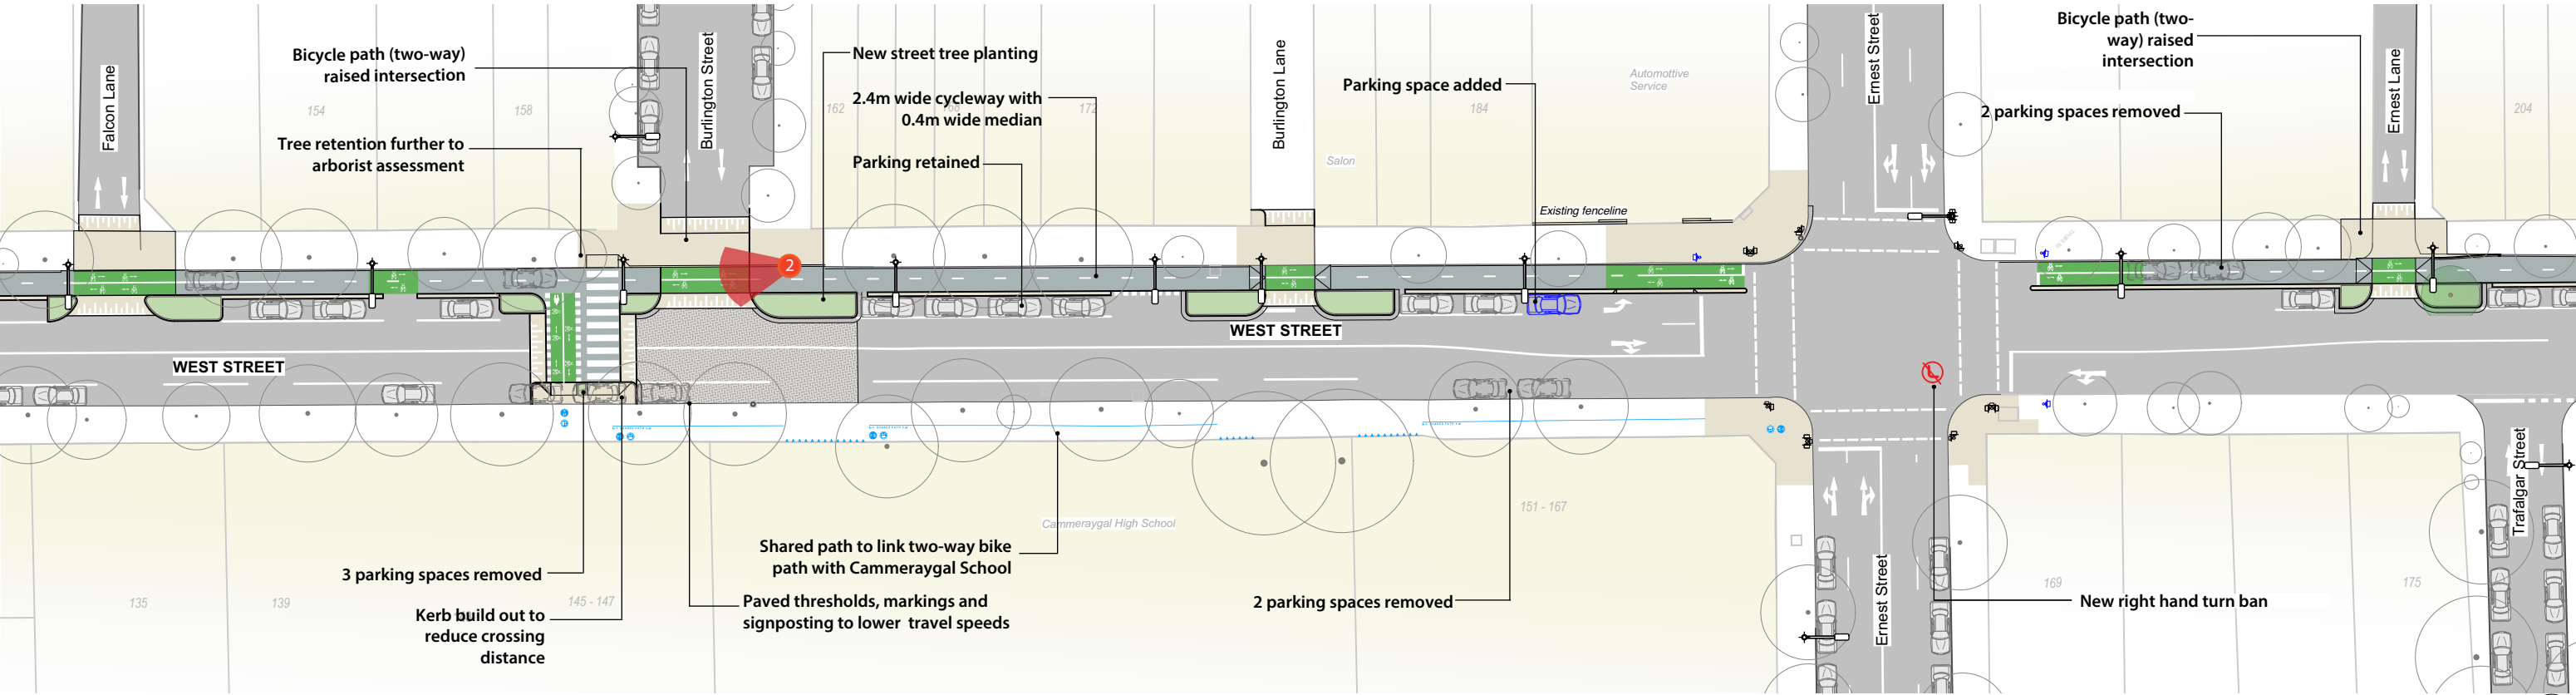 Bicycle path (two-way)
raised intersection
Tree retention further to
arborist assessment
New street tree planting
2.4m wide cycleway with
0.4m wide median
Parking retained
Parking space added
Existing fenceline
Bicycle path (two-
way) raised
intersection
2 parking spaces removed
Falcon Lane
Burlington Street
Burlington Lane
Ernest Street
Ernest Lane
154
158
162
172
184
204
Automottive
Service
Salon
2
WEST STREET
WEST STREET
Cammeraygal High School
151 - 167
135
139
145 - 147
169
175
3 parking spaces removed
Kerb build out to
reduce crossing
distance
Shared path to link two-way bike
path with Cammeraygal School
Paved thresholds, markings and
signposting to lower travel speeds
2 parking spaces removed
New right hand turn ban
Ernest Street
Trafalgar Street